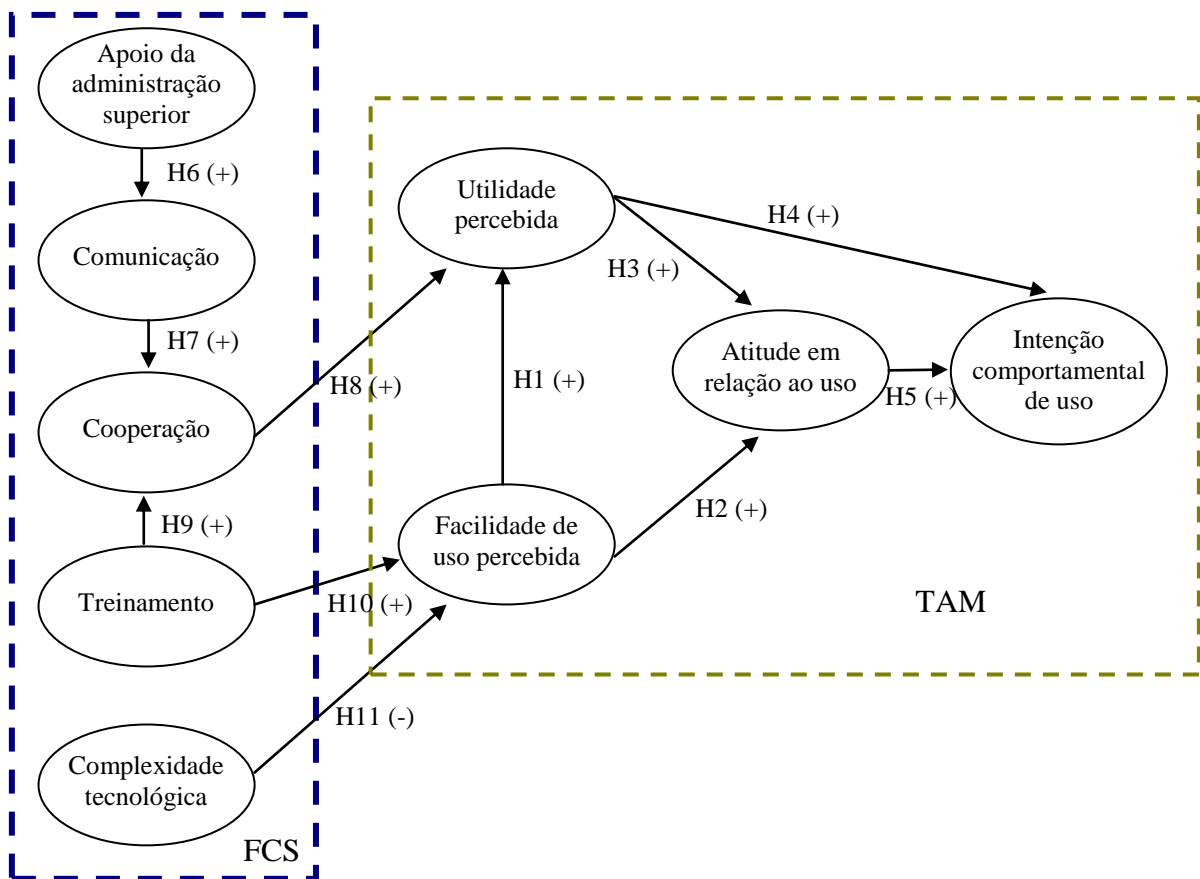 Apoio da
administração
superior
H6 (+)
Comunicação
H7 (+)
Cooperação
H9 (+)
Treinamento
Complexidade
tecnológica
FCS
H8 (+)
H10 (+)
H11 (-)
Utilidade
percebida
H1 (+)
Facilidade de
uso percebida
H3 (+)
H4 (+)
H2 (+)
Atitude em
relação ao uso
H5 (+)
Intenção
comportamental
de uso
TAM